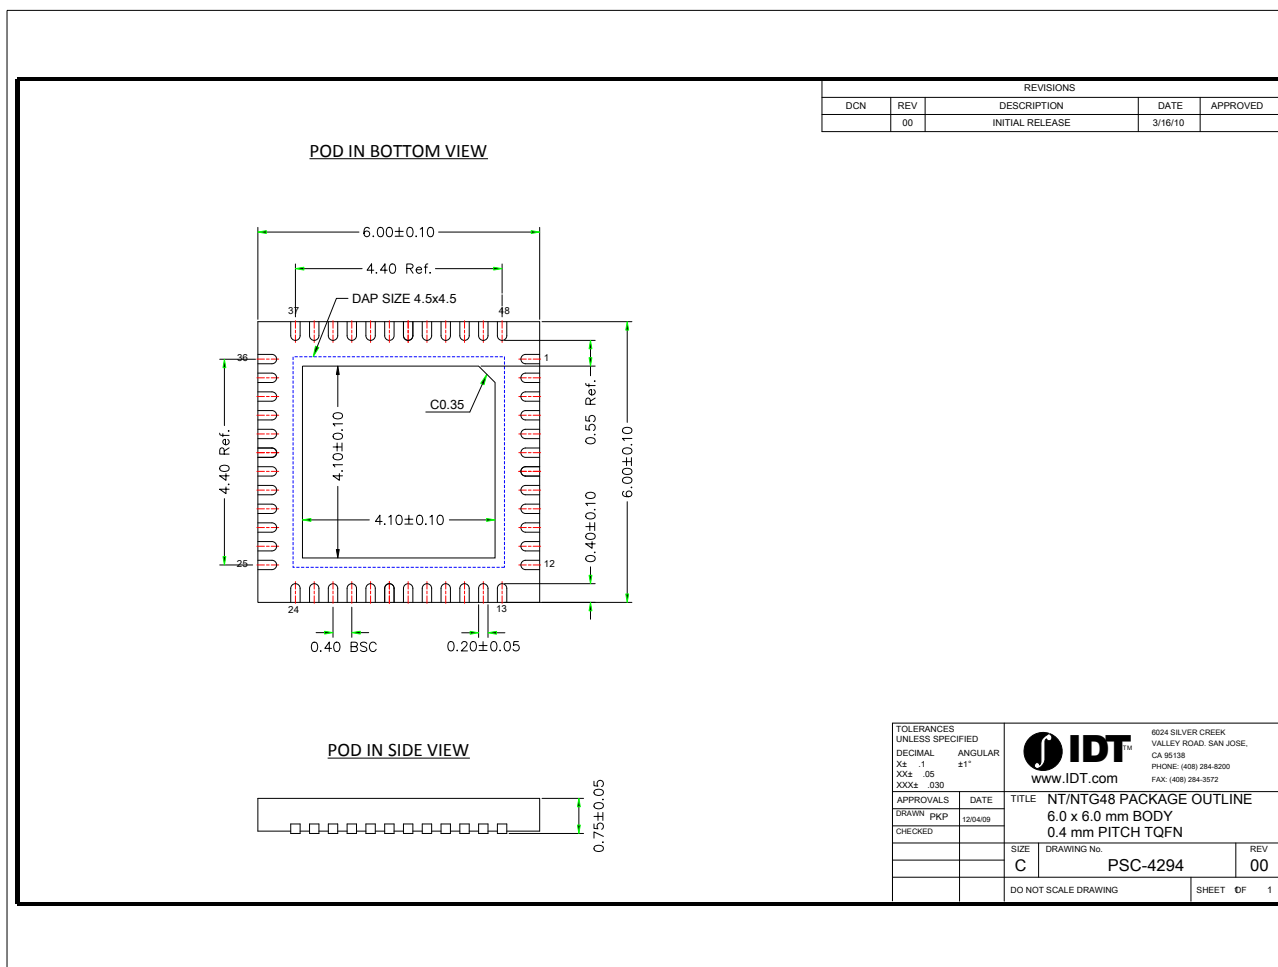 REVISIONS
DCN REV DESCRIPTION DATE APPROVED
00 INITIAL RELEASE 3/16/10
POD IN BOTTOM VIEW
6.00±0.10
4.40 Ref.
DAP SIZE 4.5x4.5
37 48
36 1
C0.35
0.55 Ref.
4.10±0.10
4.40 Ref.
6.00±0.10
4.10±0.10
0.40±0.10
25 12
24 13
0.40 BSC 0.20±0.05
POD IN SIDE VIEW
0.75±0.05
TOLERANCES
UNLESS SPECIFIED
DECIMAL ANGULAR
X± .1 ±1°
XX± .05
XXX± .030
IDT TM
www.IDT.com
6024 SILVER CREEK
VALLEY ROAD. SAN JOSE,
CA 95138
PHONE: (408) 284-8200
FAX: (408) 284-3572
APPROVALS DATE
DRAWN PKP 12/04/09
CHECKED
TITLE NT/NTG48 PACKAGE OUTLINE
6.0 x 6.0 mm BODY
0.4 mm PITCH TQFN
SIZE DRAWING No. REV
C PSC-4294 00
DO NOT SCALE DRAWING SHEET OF 1